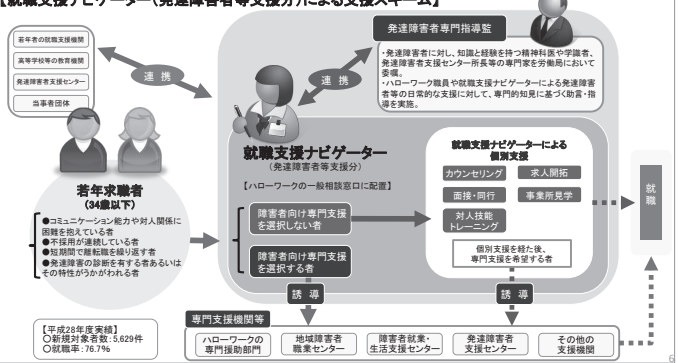 【就職支援ナビゲーター(発達障害者等支援分)による支援スキーム】
若年者の就職支援機関
高等学校等の教育機関
発達障害者支援センター
当事者団体
連 携
連 携
発達障害者専門指導監
・発達障害者に対し、知識と経験を持つ精神科医や学識者、
発達障害者支援センター所長等の専門家を労働局において
委嘱。
・ハローワーク職員や就職支援ナビゲーターによる発達障害
者等の日常的な支援に対して、専門的知見に基づく助言・指
導を実施。
就職支援ナビゲーター
(発達障害者等支援分)
【ハローワークの一般相談窓口に配置】
障害者向け専門支援
を選択しない者
障害者向け専門支援
を選択する者
就職支援ナビゲーターによる
個別支援
カウンセリング
求人開拓
面接・同行
事業所見学
対人技能
トレーニング
個別支援を経た後、
専門支援を希望する者
就職
若年求職者
(34歳以下)
●コミュニケーション能力や対人関係に
困難を抱えている者
●不採用が連続している者
●短期間で離転職を繰り返す者
●発達障害の診断を有する者あるいは
その特性がうかがわれる者
誘 導
誘 導
専門支援機関等
ハローワークの
専門援助部門
地域障害者
職業センター
障害者就業・
生活支援センター
発達障害者
支援センター
その他の
支援機関
【平成28年度実績】
○新規対象者数:5,629件
○就職率:76.7%
6